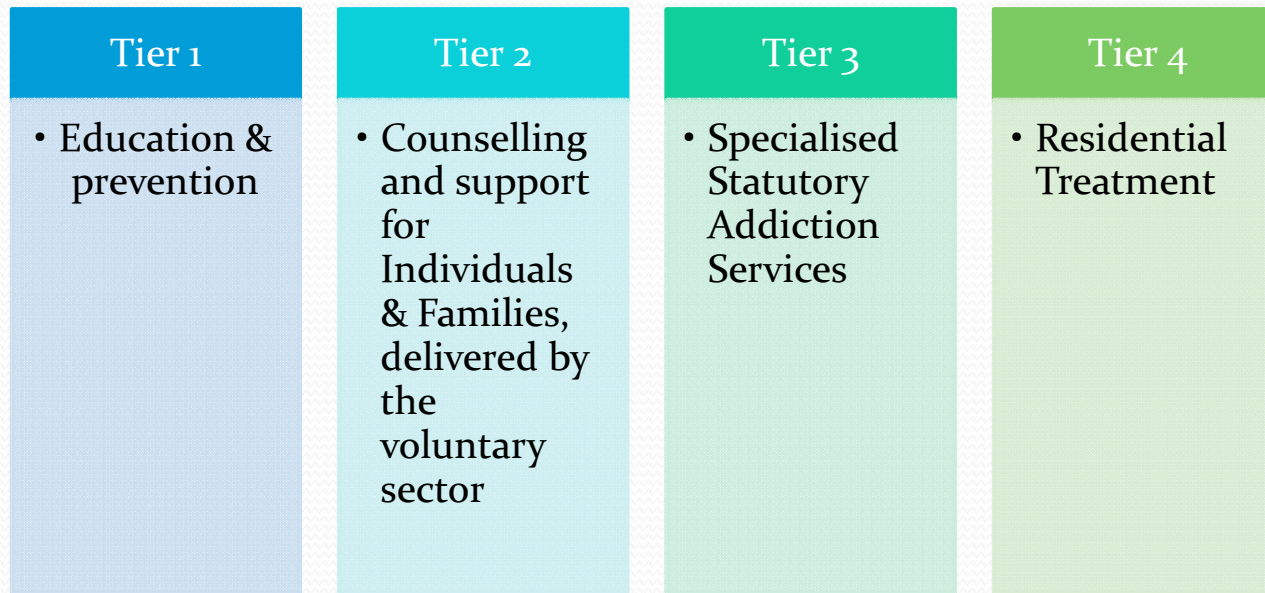 Tier 1
• Education &
prevention
Tier 2
• Counselling
and support
for
Individuals
& Families,
delivered by
the
voluntary
sector
Tier 3
• Specialised
Statutory
Addiction
Services
Tier 4
• Residential
Treatment